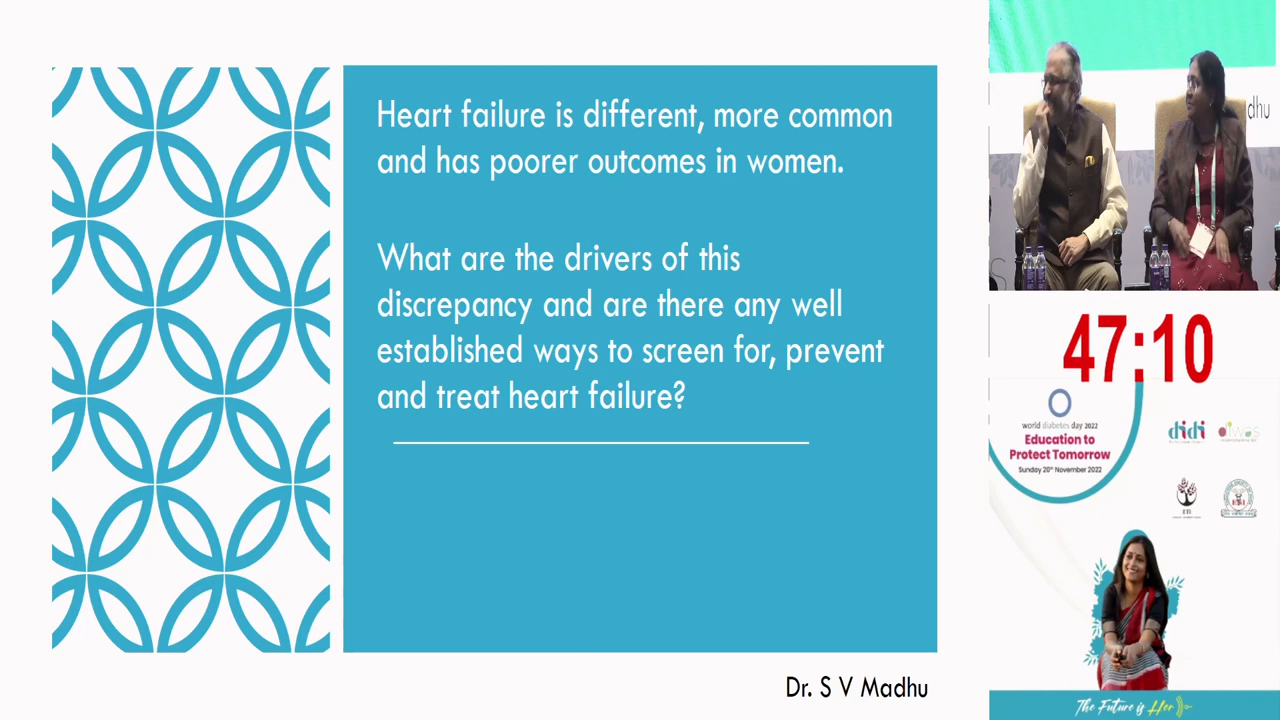 Heart failure is different, more common
and has poorer outcomes in women.
What are the drivers of this
discrepancy and are there any well
established ways to screen for, prevent
and treat heart failure?
Dr. S V Madhu
dhu
S
47:10
world diabetes day 2022
Education to
Protect Tomorrow
Sunday 20th November 2022
didi
The Future is Her